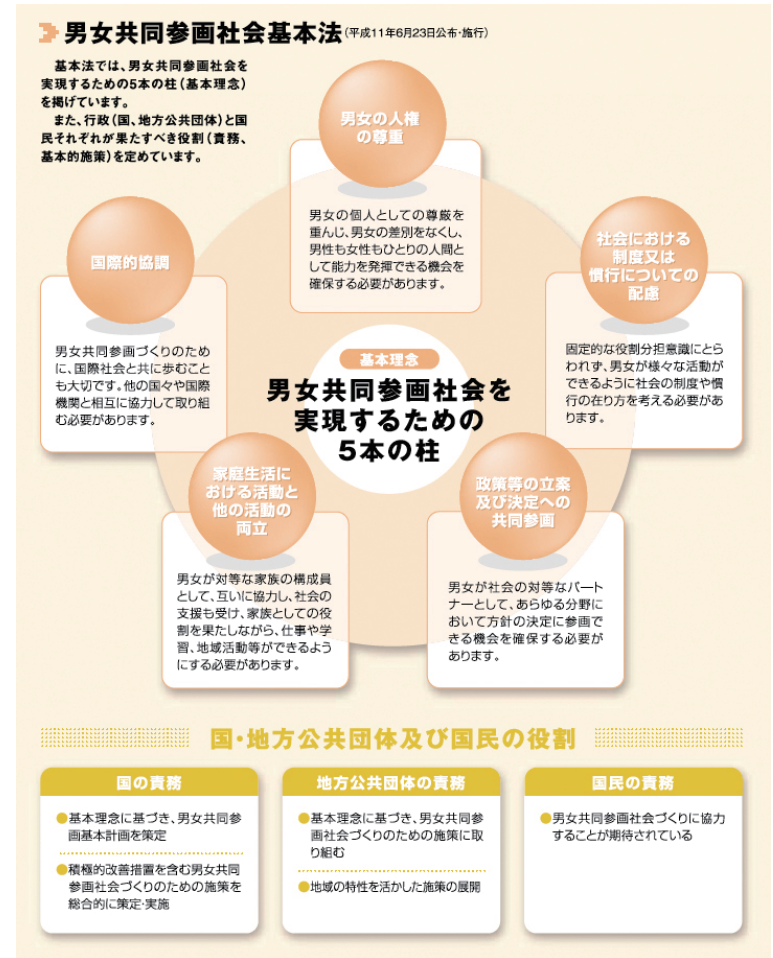 男女共同参画社会基本法(平成11年6月23日公布・施行)
基本法では、男女共同参画社会を
実現するための5本の柱(基本理念)
を掲げています。
また、行政(国、地方公共団体)と国
民それぞれが果たすべき役割(責務、
基本的施策)を定めています。
男女の人権
の尊重
男女の個人としての尊厳を
重んじ、男女の差別をなくし、
男性も女性もひとりの人間と
して能力を発揮できる機会を
確保する必要があります。
国際的協調
男女共同参画づくりのため
に、国際社会と共に歩むこと
も大切です。他の国々や国際
機関と相互に協力して取り組
む必要があります。
社会における
制度又は
慣行についての
配慮
固定的な役割分担意識にとら
われず、男女が様々な活動が
できるように社会の制度や慣
行の在り方を考える必要があ
ります。
基本理念
男女共同参画社会を
実現するための
5本の柱
家庭生活に
おける活動と
他の活動の
両立
男女が対等な家族の構成員
として、互いに協力し、社会の
支援も受け、家族としての役
割を果たしながら、仕事や学
習、地域活動等ができるよう
にする必要があります。
政策等の立案
及び決定への
共同参画
男女が社会の対等なパート
ナーとして、あらゆる分野に
おいて方針の決定に参画で
きる機会を確保する必要が
あります。
国・地方公共団体及び国民の役割
国の責務
●基本理念に基づき、男女共同参
画基本計画を策定
●積極的改善措置を含む男女共同
参画社会づくりのための施策を
総合的に策定・実施
地方公共団体の責務
●基本理念に基づき、男女共同参
画社会づくりのための施策に取
り組む
●地域の特性を活かした施策の展開
国民の責務
●男女共同参画社会づくりに協力
することが期待されている